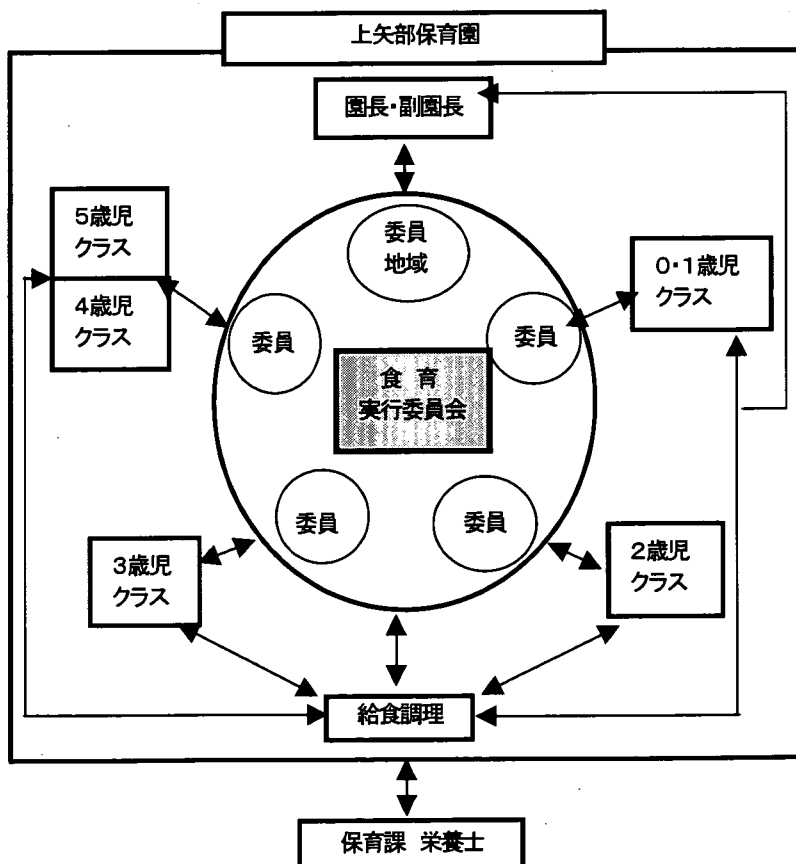 上矢部保育園
園長・副園長
5歳児
クラス
4歳児
クラス
委員
地域
0・1歳児
クラス
委員
委員
食 育
実行委員会
委員
委員
3歳児
クラス
2歳児
クラス
給食調理
保育課 栄養士